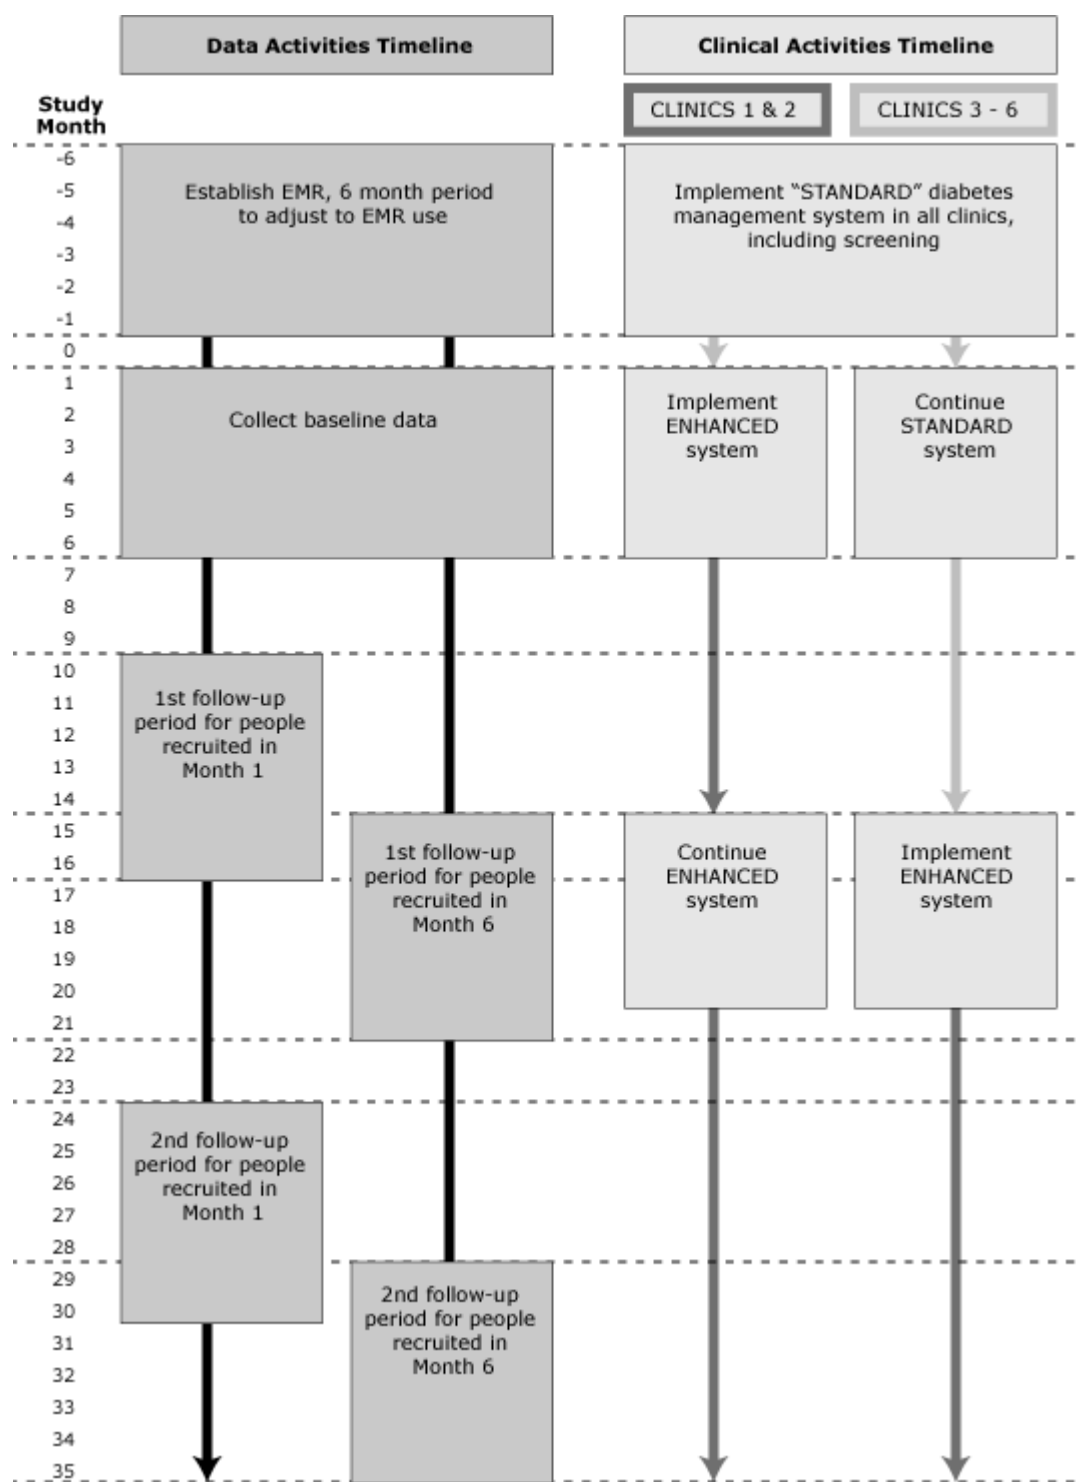 Data Activities Timeline
Clinical Activities Timeline
Study
Month
CLINICS 1 & 2
CLINICS 3 - 6
-6
-5
-4
-3
-2
-1
0
1
2
3
4
5
6
7
8
9
10
11
12
13
14
15
16
17
18
19
20
21
22
23
24
25
26
27
28
29
30
31
32
33
34
35
Establish EMR, 6 month period
to adjust to EMR use
Implement “STANDARD” diabetes
management system in all clinics,
including screening
Collect baseline data
Implement
ENHANCED
system
Continue
STANDARD
system
1st follow-up
period for people
recruited in
Month 1
1st follow-up
period for people
recruited in
Month 6
Continue
ENHANCED
system
Implement
ENHANCED
system
2nd follow-up
period for people
recruited in
Month 1
2nd follow-up
period for people
recruited in
Month 6